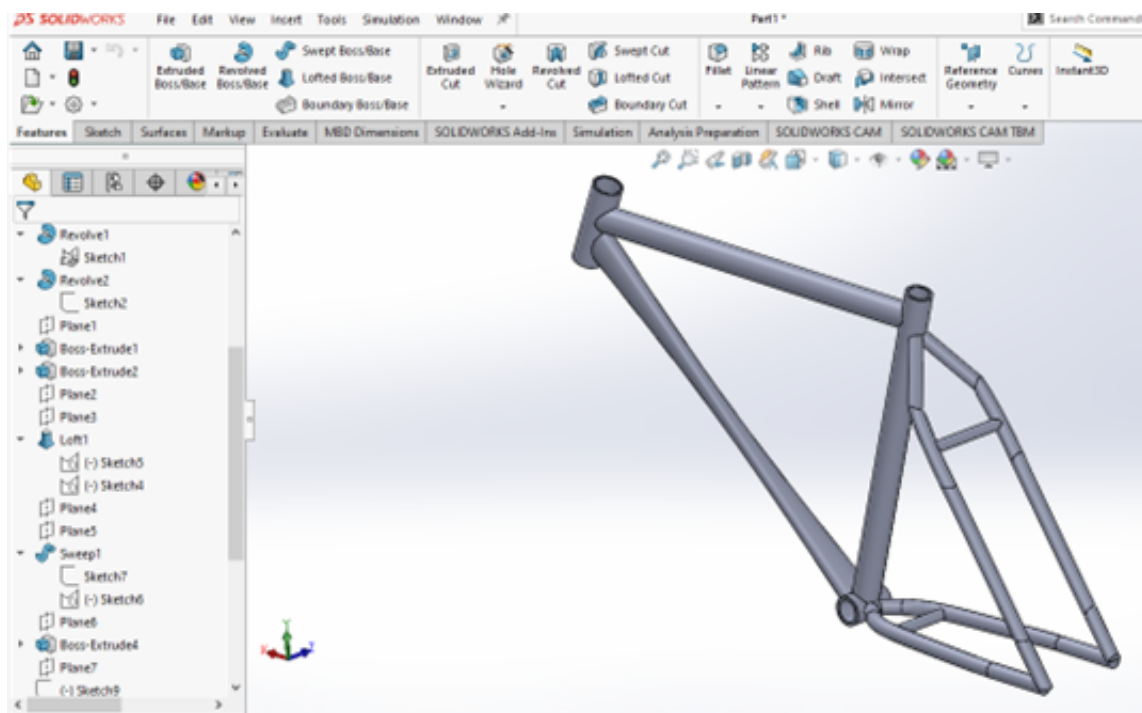 DS SOLIDWORKS File Edit View Insert Tools Simulation Window Part1 * Search Command
Extruded Boss/Base Revolved Boss/Base Swept Boss/Base Lofted Boss/Base Boundary Boss/Base Extruded Cut Hole Wizard Revolved Cut Swept Cut Lofted Cut Boundary Cut Fillet Linear Pattern Rib Draft Shell Wrap Intersect Mirror Reference Geometry Curves Instant3D
Features Sketch Surfaces Markup Evaluate MBD Dimensions SOLIDWORKS Add-Ins Simulation Analysis Preparation SOLIDWORKS CAM SOLIDWORKS CAM TBM
Revolve1
Sketch1
Revolve2
Sketch2
Plane1
Boss-Extrude1
Boss-Extrude2
Plane2
Plane3
Loft1
(-) Sketch5
(-) Sketch4
Plane4
Plane5
Sweep1
Sketch7
(-) Sketch6
Plane6
Boss-Extrude4
Plane7
(-) Sketch9
Y
X
Z